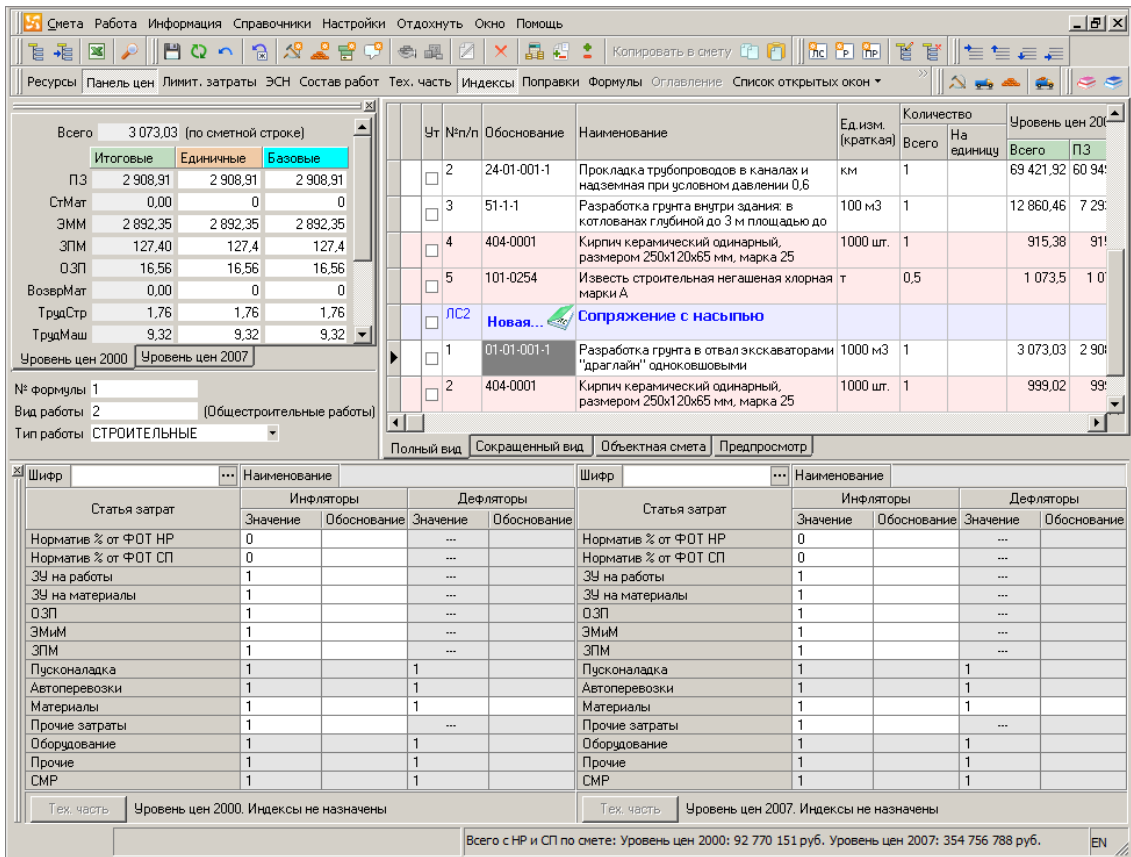 Смета Работа Информация Справочники Настройки Отдохнуть Окно Помощь
Копировать в смету
Ресурсы Панель цен Лимит. затраты ЭСН Состав работ Тех. часть Индексы Поправки Формулы Оглавление Список открытых окон
Всего 3 073,03 (по сметной строке)
Итоговые Единичные Базовые
ПЗ 2 908,91 2 908,91 2 908,91
СтМат 0,00 0 0
ЭММ 2 892,35 2 892,35 2 892,35
ЗПМ 127,40 127,4 127,4
ОЗП 16,56 16,56 16,56
ВозврМат 0,00 0 0
ТрудСтр 1,76 1,76 1,76
ТрудМаш 9,32 9,32 9,32
Уровень цен 2000 Уровень цен 2007
№ формулы 1
Вид работы 2 (Общестроительные работы)
Тип работы СТРОИТЕЛЬНЫЕ
Ут №п/п Обоснование Наименование Ед.изм. (краткая) Количество Уровень цен 200
Всего На единицу Всего ПЗ
2 24-01-001-1 Прокладка трубопроводов в каналах и км 1 69 421,92 60 94
надземная при условном давлении 0,6
3 51-1-1 Разработка грунта внутри здания: в 100 м3 1 12 860,46 7 29
котлованах глубиной до 3 м площадью до
4 404-0001 Кирпич керамический одинарный, 1000 шт. 1 915,38 91
размером 250х120х65 мм, марка 25
5 101-0254 Известь строительная негашеная хлорная т 0,5 1 073,5 1 0
марки А
ЛС2 Новая... Сопряжение с насыпью
1 01-01-001-1 Разработка грунта в отвал экскаваторами 1000 м3 1 3 073,03 2 90
"драглайн" одноковшовыми
2 404-0001 Кирпич керамический одинарный, 1000 шт. 1 999,02 99
размером 250х120х65 мм, марка 25
Полный вид Сокращенный вид Объектная смета Предпросмотр
Шифр ... Наименование Шифр ... Наименование
Статья затрат Инфляторы Дефляторы Статья затрат Инфляторы Дефляторы
Значение Обоснование Значение Обоснование Значение Обоснование Значение Обоснование
Норматив % от ФОТ НР 0 --- Норматив % от ФОТ НР 0 ---
Норматив % от ФОТ СП 0 --- Норматив % от ФОТ СП 0 ---
ЗУ на работы 1 --- ЗУ на работы 1 ---
ЗУ на материалы 1 --- ЗУ на материалы 1 ---
ОЗП 1 --- ОЗП 1 ---
ЭМиМ 1 --- ЭМиМ 1 ---
ЗПМ 1 --- ЗПМ 1 ---
Пусконаладка 1 1 Пусконаладка 1 1
Автоперевозки 1 1 Автоперевозки 1 1
Материалы 1 1 Материалы 1 1
Прочие затраты 1 --- Прочие затраты 1 ---
Оборудование 1 1 Оборудование 1 1
Прочие 1 1 Прочие 1 1
СМР 1 1 СМР 1 1
Тех. часть Уровень цен 2000. Индексы не назначены Тех. часть Уровень цен 2007. Индексы не назначены
Всего с НР и СП по смете: Уровень цен 2000: 92 770 151 руб. Уровень цен 2007: 354 756 788 руб. EN